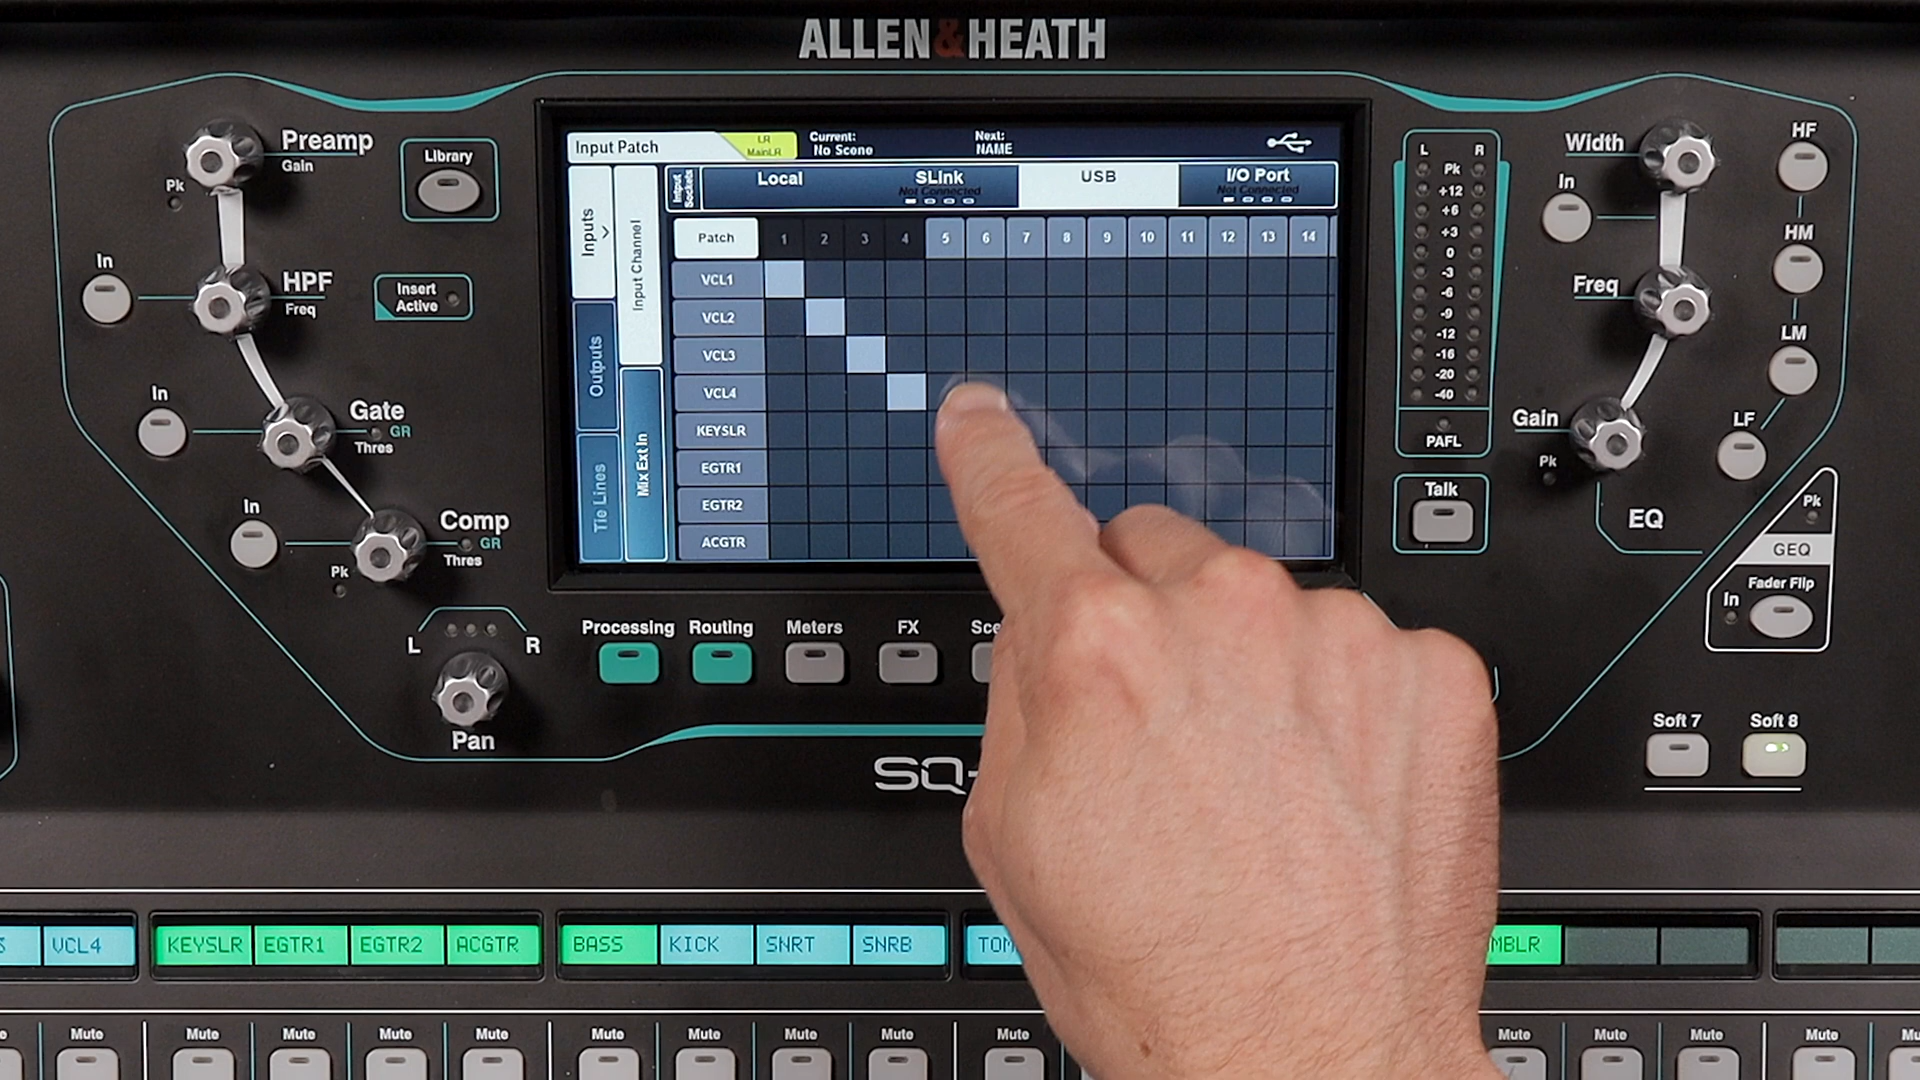 ALLEN&HEATH
Preamp
Gain
Pk
Library
In
HPF
Freq
Insert
Active
In
Gate
GR
Thres
In
Comp
GR
Thres
Pk
L
R
Pan
Input Patch
LR
MainLR
Current:
No Scene
Next:
NAME
Inputs
Outputs
Tie Lines
Input Channel
Mix Ext In
Local
SLink
Not Connected
USB
I/O Port
Not Connected
Patch 1 2 3 4 5 6 7 8 9 10 11 12 13 14
VCL1
VCL2
VCL3
VCL4
KEYSLR
EGTR1
EGTR2
ACGTR
L R
Pk
+12
+6
+3
0
-3
-6
-9
-12
-16
-20
-40
PAFL
Talk
Width
In
Freq
Gain
Pk
EQ
HF
HM
LM
LF
Pk
GEQ
Fader Flip
In
Processing Routing Meters FX
SQ-
Soft 7 Soft 8
VCL4 KEYSLR EGTR1 EGTR2 ACGTR BASS KICK SNRT SNRB
Mute Mute Mute Mute Mute Mute Mute Mute Mute Mute Mute Mute Mute Mute